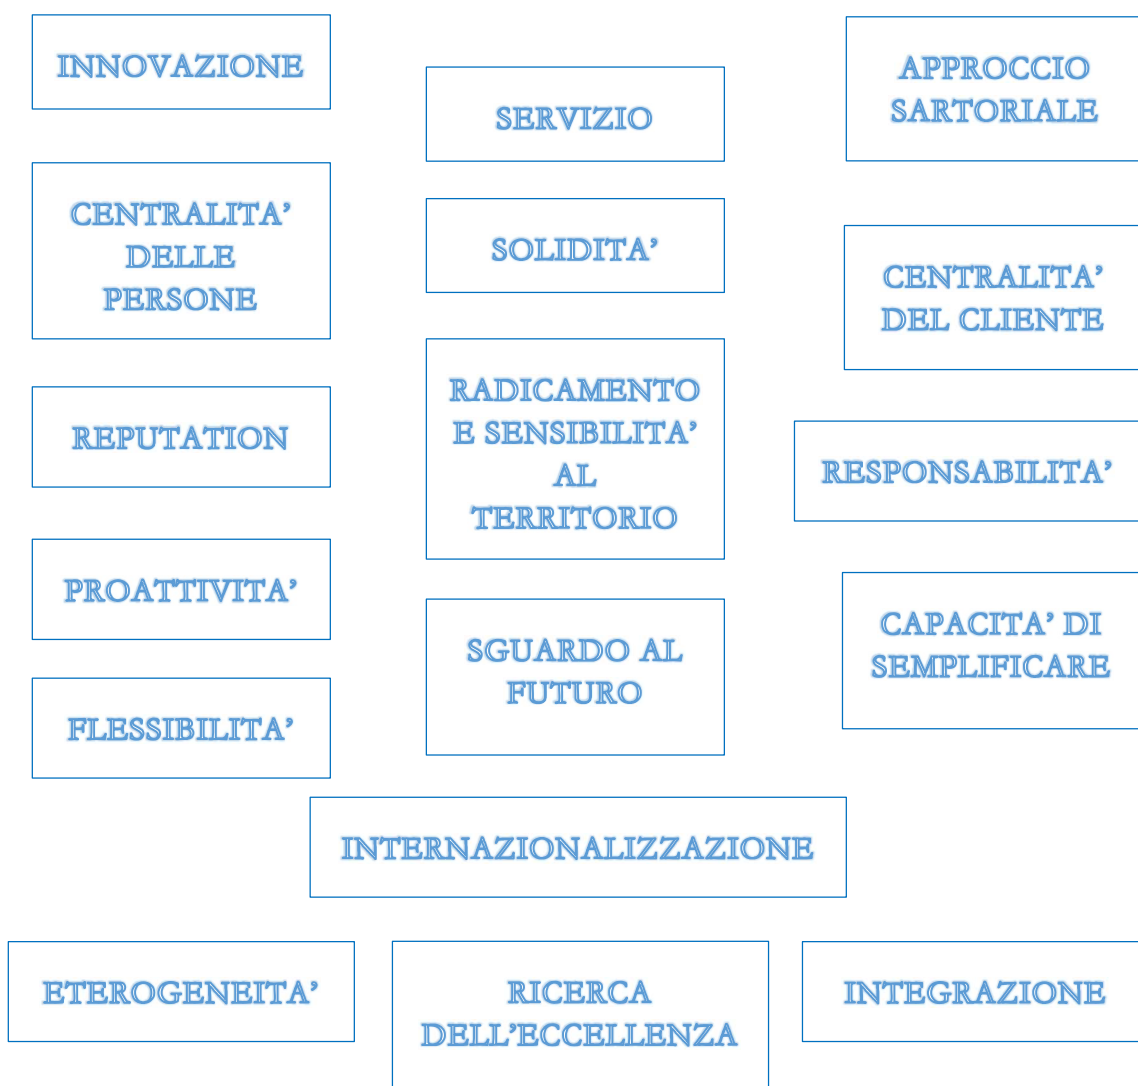 INNOVAZIONE
SERVIZIO
APPROCCIO
SARTORIALE
CENTRALITA’
DELLE
PERSONE
SOLIDITA’
CENTRALITA’
DEL CLIENTE
REPUTATION
RADICAMENTO
E SENSIBILITA’
AL
TERRITORIO
RESPONSABILITA’
PROATTIVITA’
SGUARDO AL
FUTURO
CAPACITA’ DI
SEMPLIFICARE
FLESSIBILITA’
INTERNAZIONALIZZAZIONE
ETEROGENEITA’
RICERCA
DELL’ECCELLENZA
INTEGRAZIONE